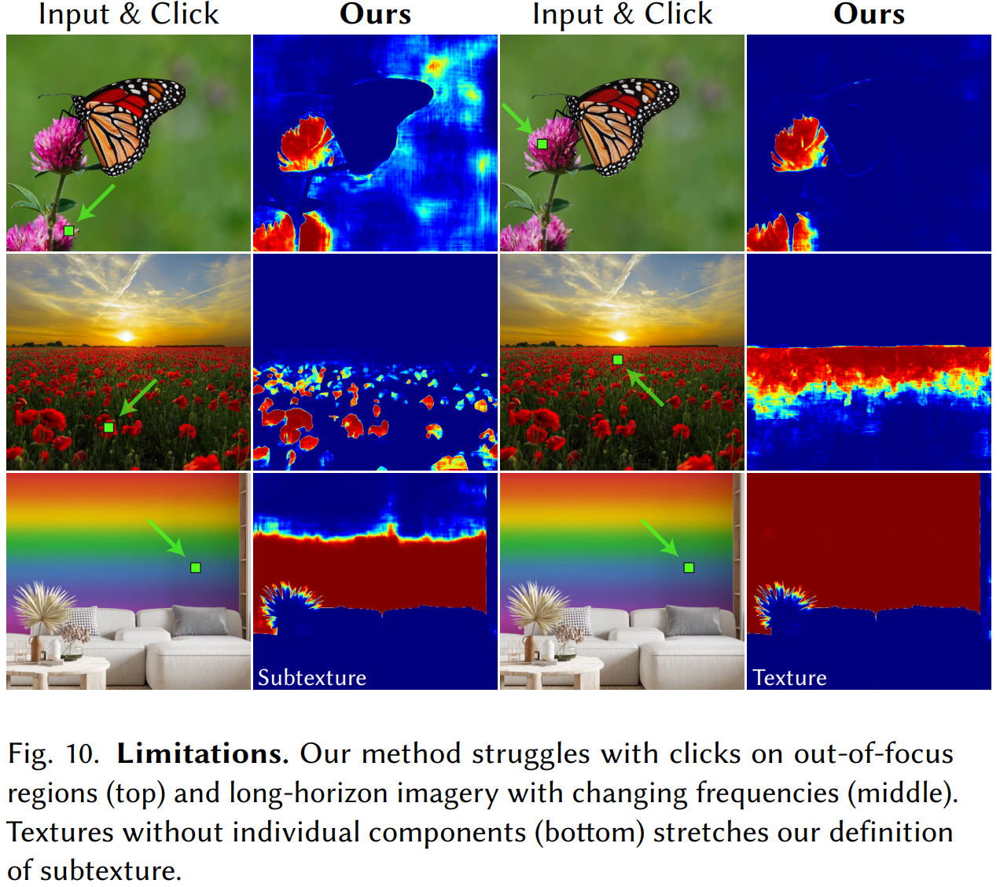 Input & Click Ours Input & Click Ours
Subtexture Texture
Fig. 10. Limitations. Our method struggles with clicks on out-of-focus
regions (top) and long-horizon imagery with changing frequencies (middle).
Textures without individual components (bottom) stretches our definition
of subtexture.